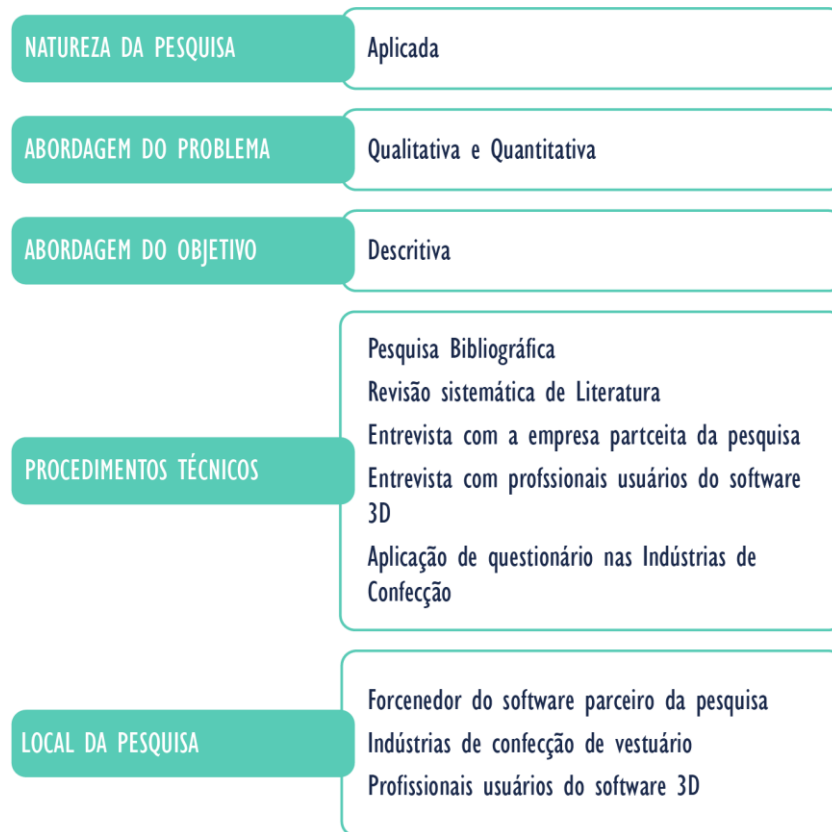 NATUREZA DA PESQUISA
Aplicada
ABORDAGEM DO PROBLEMA
Qualitativa e Quantitativa
ABORDAGEM DO OBJETIVO
Descritiva
PROCEDIMENTOS TÉCNICOS
Pesquisa Bibliográfica
Revisão sistemática de Literatura
Entrevista com a empresa partceita da pesquisa
Entrevista com profssionais usuários do software
3D
Aplicação de questionário nas Indústrias de
Confecção
LOCAL DA PESQUISA
Forcenedor do software parceiro da pesquisa
Indústrias de confecção de vestuário
Profissionais usuários do software 3D